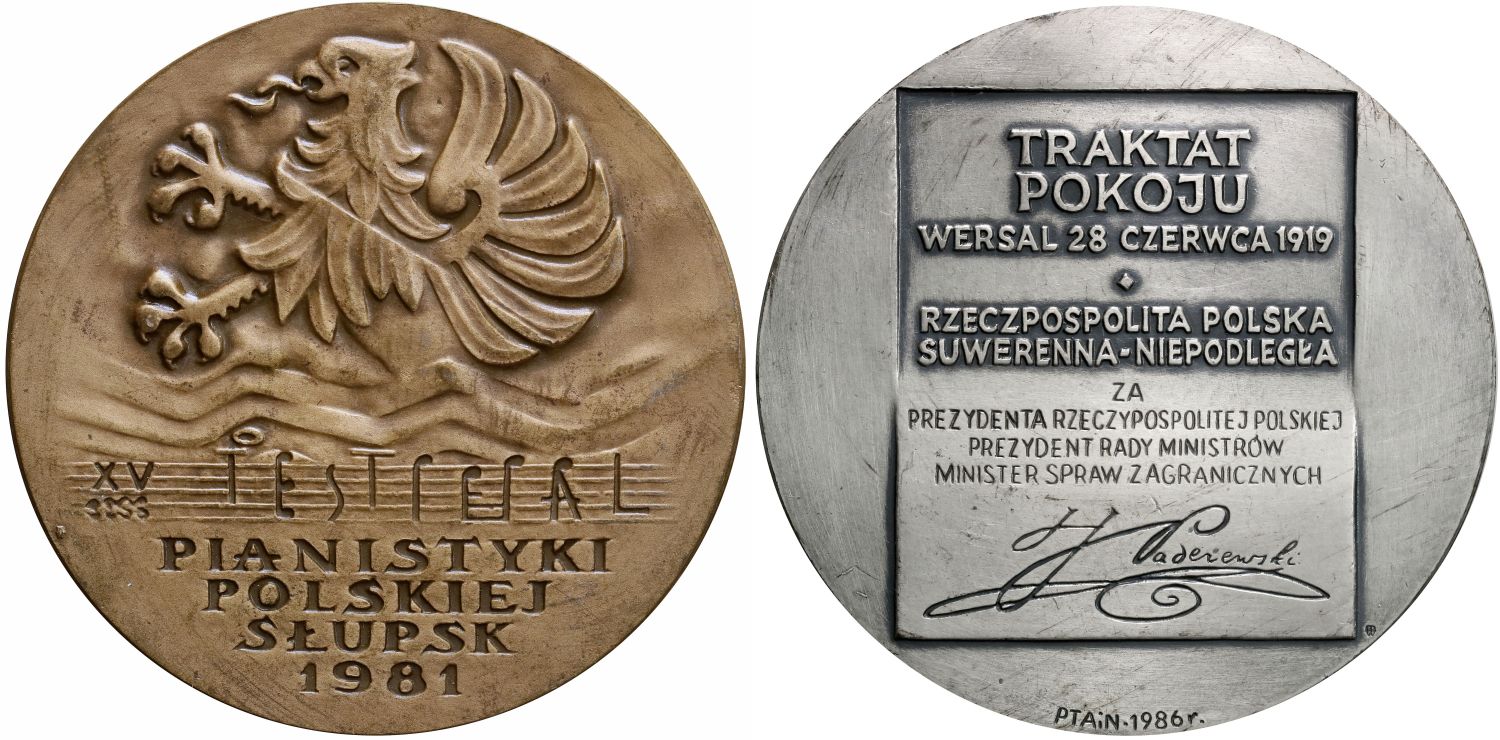 XV FESTIWAL
PIANISTYKI
POLSKIEJ
SŁUPSK
1981
TRAKTAT
POKOJU
WERSAL 28 CZERWCA 1919
RZECZPOSPOLITA POLSKA
SUWERENNA-NIEPODLEGŁA
ZA
PREZYDENTA RZECZYPOSPOLITEJ POLSKIEJ
PREZYDENT RADY MINISTRÓW
MINISTER SPRAW ZAGRANICZNYCH
I J Paderewski
PTAiN·1986r.